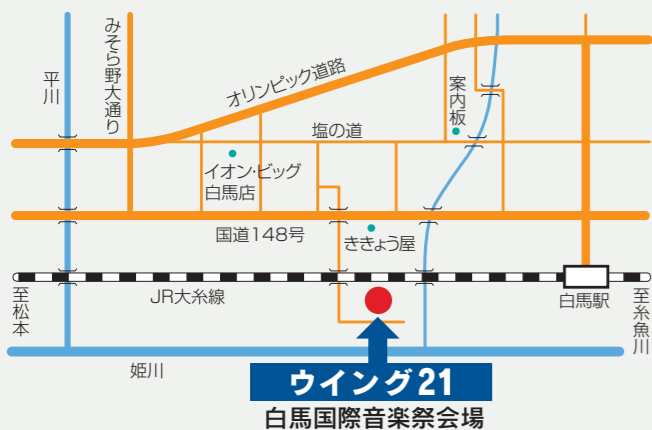 平川
みそら野大通り
オリンピック道路
案内板
塩の道
イオン・ビッグ
白馬店
国道148号
ききょう屋
至松本
JR大糸線
白馬駅
至糸魚川
姫川
ウイング21
白馬国際音楽祭会場